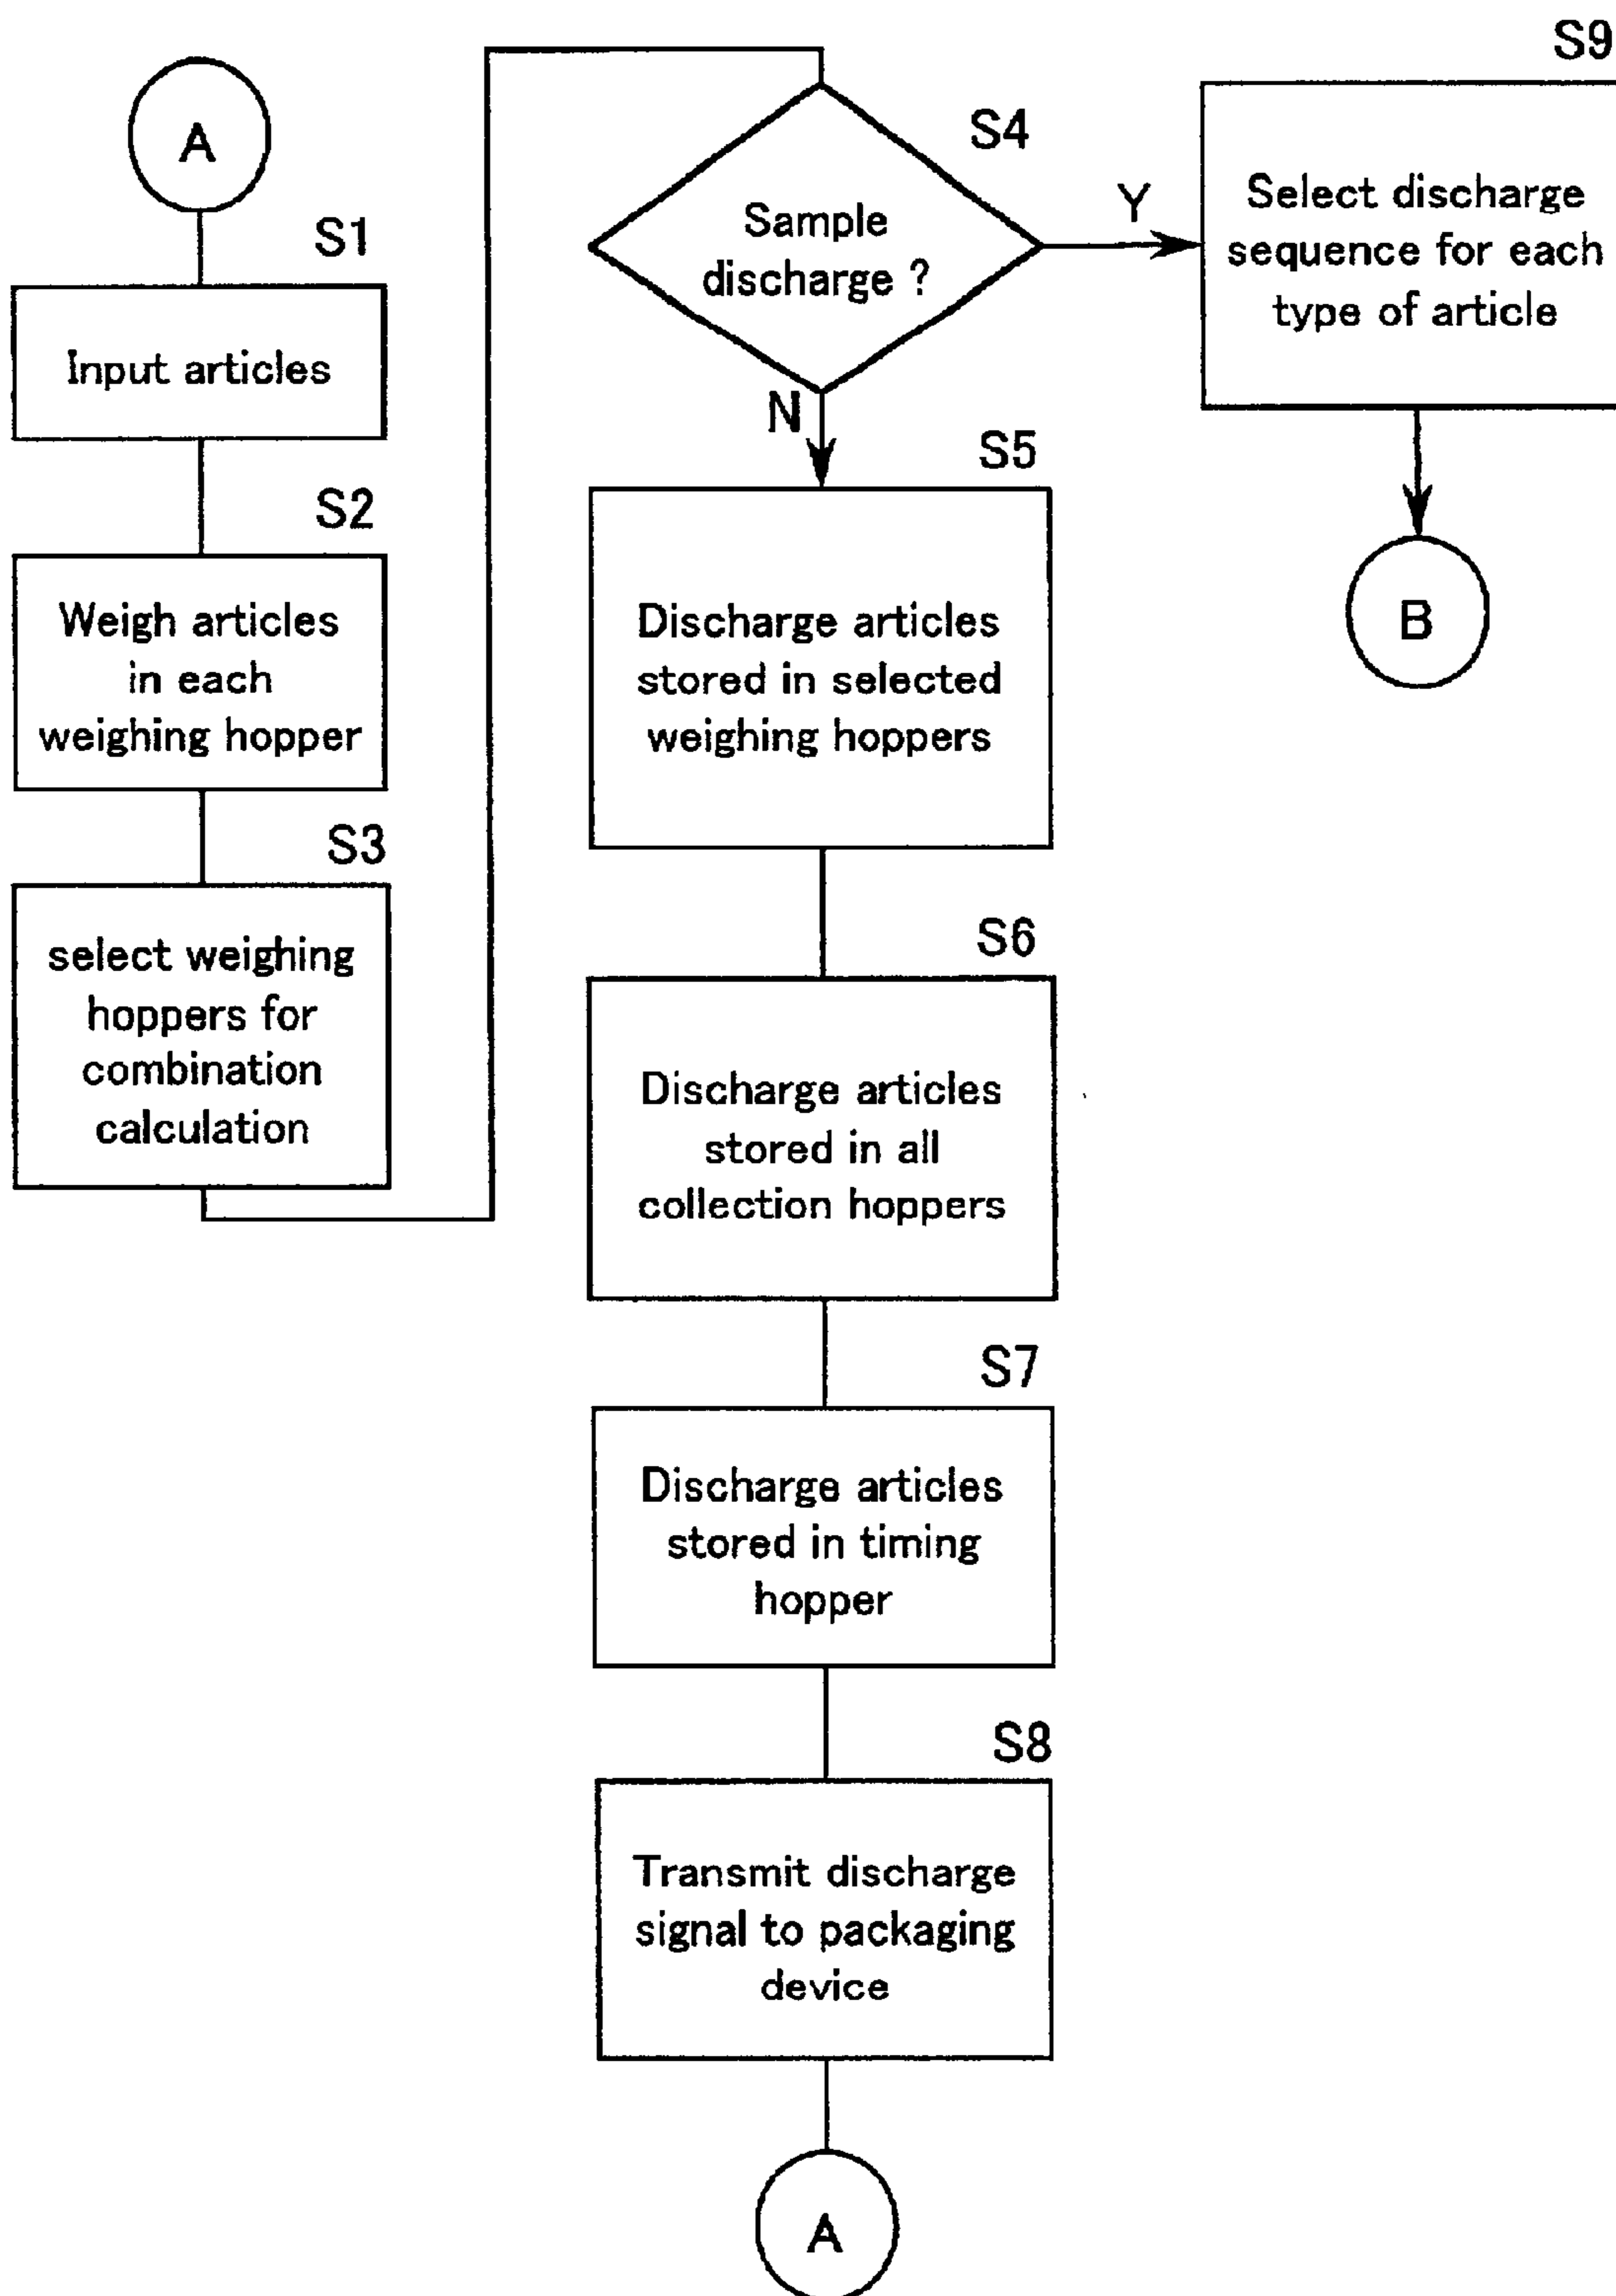 A
S1
Input articles
S2
Weigh articles
in each
weighing hopper
S3
select weighing
hoppers for
combination
calculation
S4
Sample
discharge ?
Y
N
S5
Discharge articles
stored in selected
weighing hoppers
S6
Discharge articles
stored in all
collection hoppers
S7
Discharge articles
stored in timing
hopper
S8
Transmit discharge
signal to packaging
device
A
S9
Select discharge
sequence for each
type of article
B